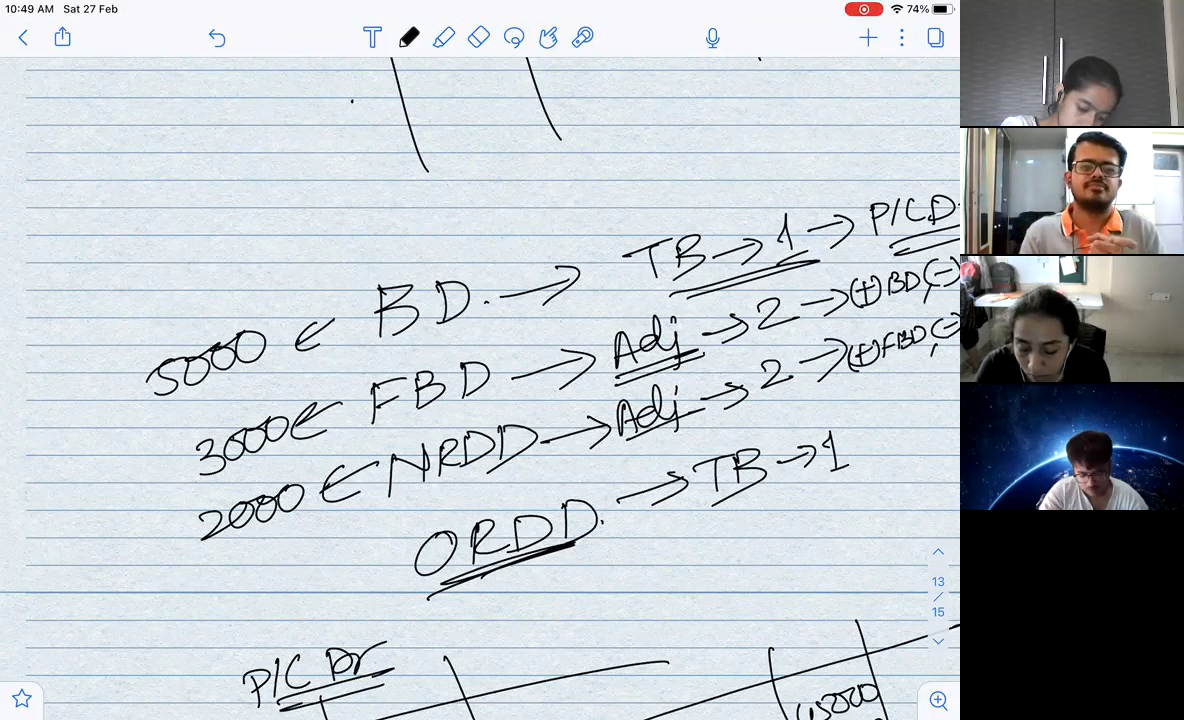 10:49 AM Sat 27 Feb 74%
5000 ← BD. → TB → 1 → P/L D
3000 ← FBD → Adj → 2 → (+) BD, (-)
2000 ← NRDD → Adj → 2 → (+) FBD, (-)
ORDD. → TB → 1
13
/
15
P/L Dr